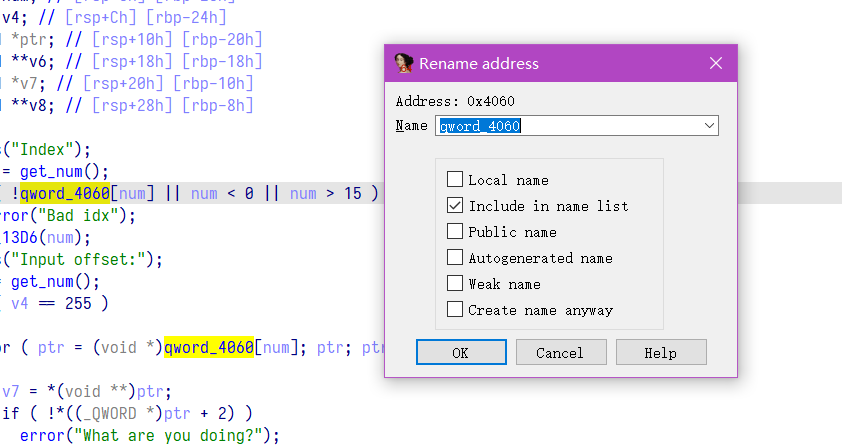 v4; // [rsp+Ch] [rbp-24h]
*ptr; // [rsp+10h] [rbp-20h]
**v6; // [rsp+18h] [rbp-18h]
*v7; // [rsp+20h] [rbp-10h]
**v8; // [rsp+28h] [rbp-8h]
("Index");
= get_num();
!qword_4060[num] || num < 0 || num > 15 )
rror("Bad idx");
_13D6(num);
s("Input offset:");
= get_num();
v4 == 255 )
or ( ptr = (void *)qword_4060[num]; ptr; pt
v7 = *(void **)ptr;
if ( !*((_QWORD *)ptr + 2) )
error("What are you doing?");
Rename address
Address: 0x4060
Name qword_4060
Local name
Include in name list
Public name
Autogenerated name
Weak name
Create name anyway
OK Cancel Help